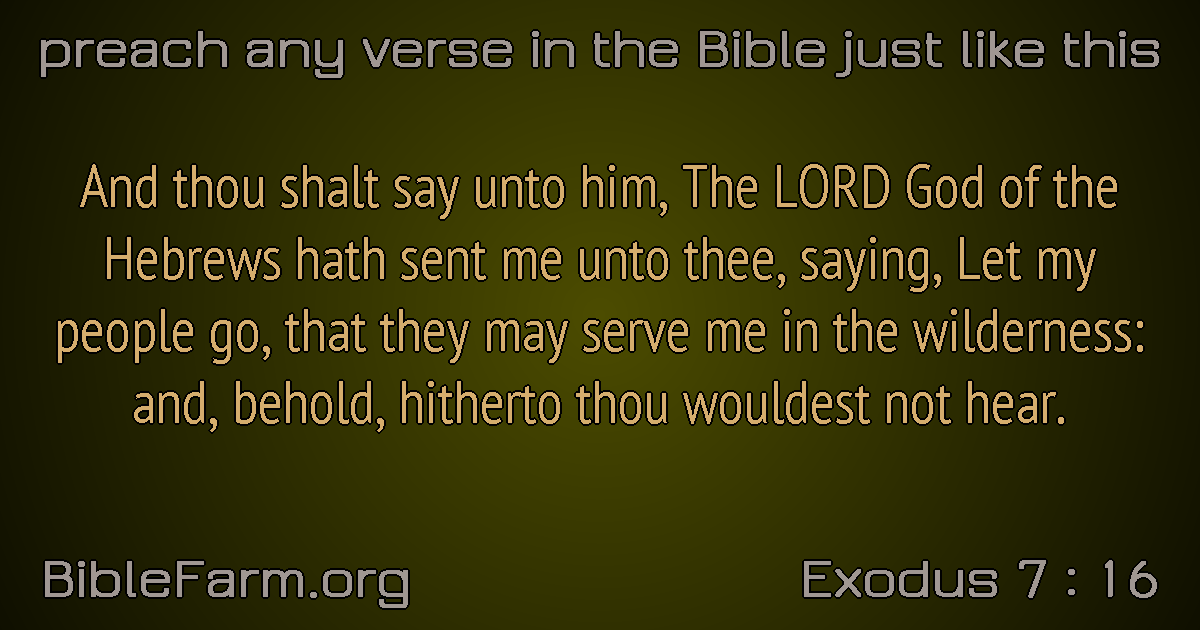 preach any verse in the Bible just like this
And thou shalt say unto him, The LORD God of the
Hebrews hath sent me unto thee, saying, Let my
people go, that they may serve me in the wilderness:
and, behold, hitherto thou wouldest not hear.
BibleFarm.org
Exodus 7 : 16